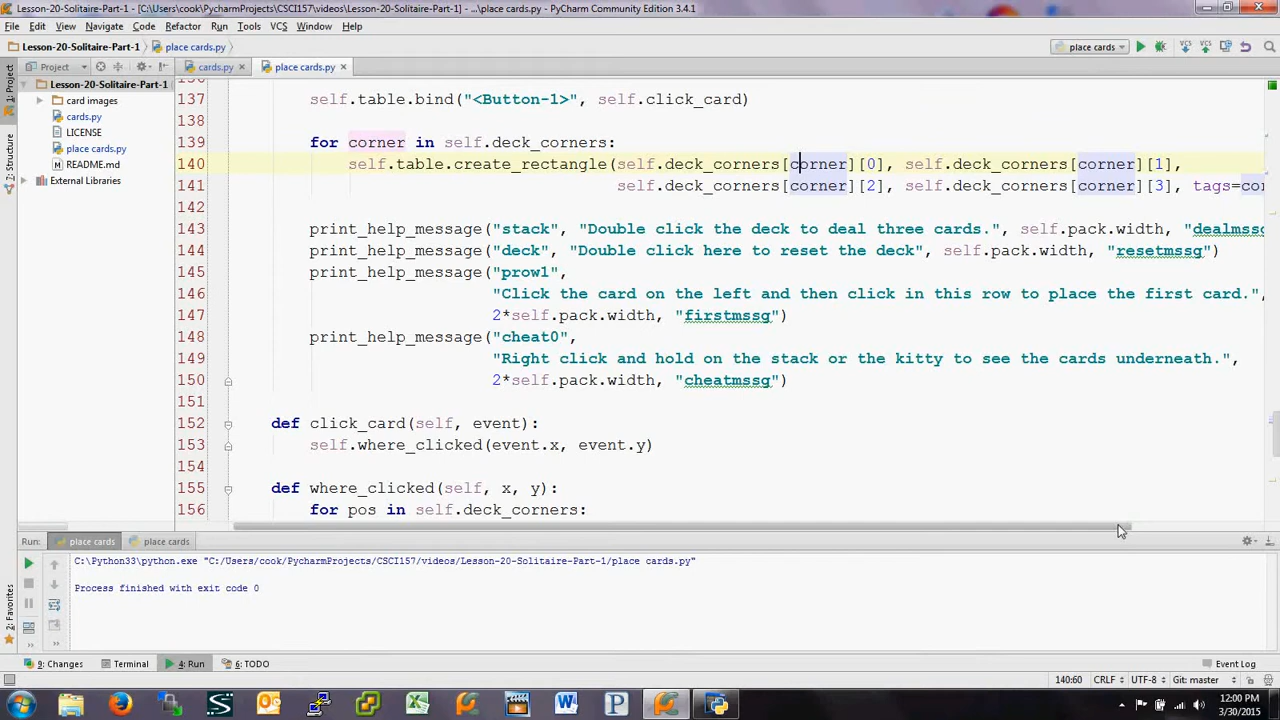 Lesson-20-Solitaire-Part-1 - [C:\Users\cook\PycharmProjects\CSCI157\videos\Lesson-20-Solitaire-Part-1] - ...\place cards.py - PyCharm Community Edition 3.4.1
File Edit View Navigate Code Refactor Run Tools VCS Window Help
Lesson-20-Solitaire-Part-1 place cards.py place cards
Project cards.py place cards.py
Lesson-20-Solitaire-Part-1
card images
cards.py
LICENSE
place cards.py
README.md
External Libraries
1: Project
7: Structure
2: Favorites
137 self.table.bind("<Button-1>", self.click_card)
138
139 for corner in self.deck_corners:
140 self.table.create_rectangle(self.deck_corners[corner][0], self.deck_corners[corner][1],
141 self.deck_corners[corner][2], self.deck_corners[corner][3], tags=cor
142
143 print_help_message("stack", "Double click the deck to deal three cards.", self.pack.width, "dealmssg
144 print_help_message("deck", "Double click here to reset the deck", self.pack.width, "resetmssg")
145 print_help_message("prow1",
146 "Click the card on the left and then click in this row to place the first card.",
147 2*self.pack.width, "firstmssg")
148 print_help_message("cheat0",
149 "Right click and hold on the stack or the kitty to see the cards underneath.",
150 2*self.pack.width, "cheatmssg")
151
152 def click_card(self, event):
153 self.where_clicked(event.x, event.y)
154
155 def where_clicked(self, x, y):
156 for pos in self.deck_corners:
Run: place cards place cards
C:\Python33\python.exe "C:/Users/cook/PycharmProjects/CSCI157/videos/Lesson-20-Solitaire-Part-1/place cards.py"
Process finished with exit code 0
9: Changes Terminal 4: Run 6: TODO Event Log
140:60 CRLF UTF-8 Git: master
12:00 PM
3/30/2015